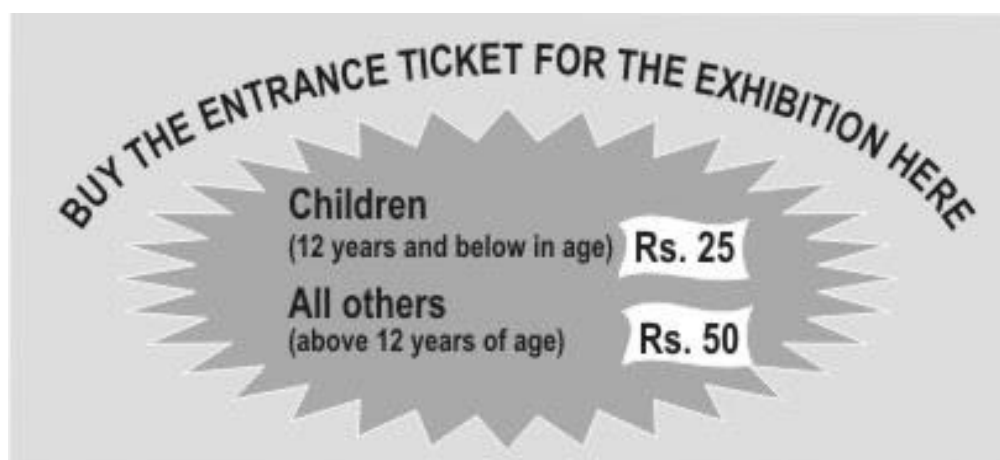 BUY THE ENTRANCE TICKET FOR THE EXHIBITION HERE
Children
(12 years and below in age) Rs. 25
All others
(above 12 years of age) Rs. 50